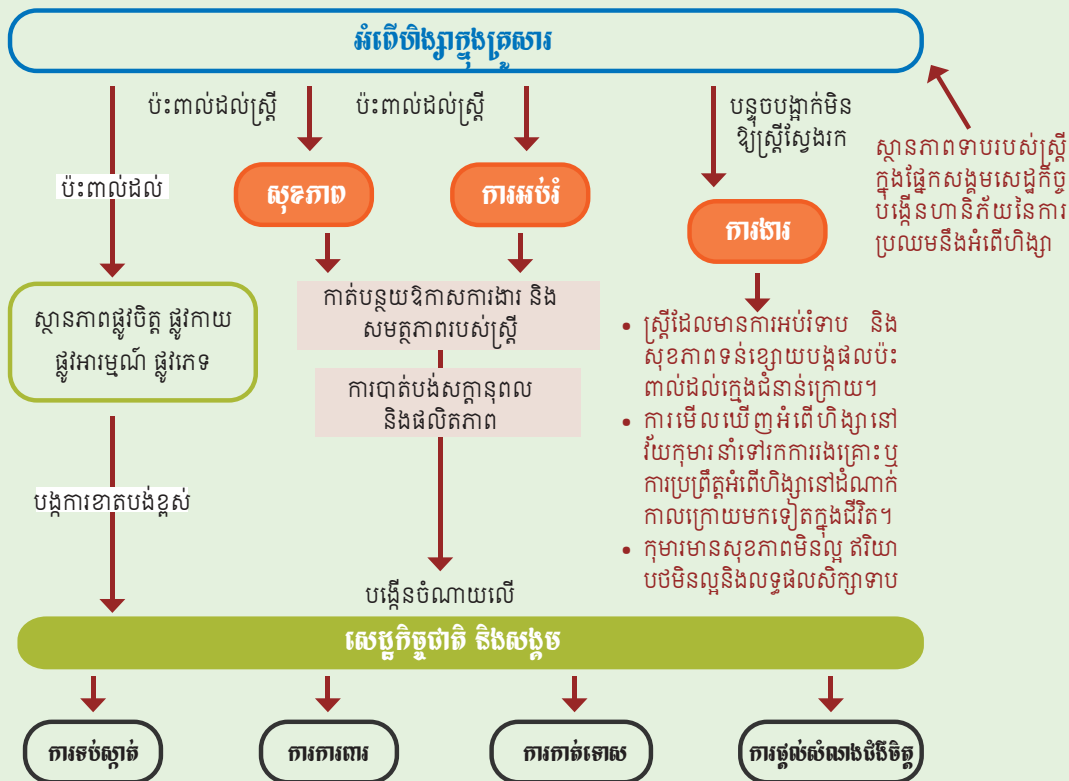 អំពើហិង្សាក្នុងគ្រួសារ
ប៉ះពាល់ដល់ស្ត្រី
ប៉ះពាល់ដល់ស្ត្រី
បន្ទុចបង្អាក់មិន
ឱ្យស្ត្រីស្វែងរក
ស្ថានភាពទាបរបស់ស្ត្រី
ក្នុងផ្នែកសង្គមសេដ្ឋកិច្ច
បង្កើនហានិភ័យនៃការ
ប្រឈមនឹងអំពើហិង្សា
ប៉ះពាល់ដល់
សុខភាព
ការអប់រំ
ការងារ
ស្ថានភាពផ្លូវចិត្ត ផ្លូវកាយ
ផ្លូវអារម្មណ៍ ផ្លូវភេទ
កាត់បន្ថយឱកាសការងារ និង
សមត្ថភាពរបស់ស្ត្រី
ការបាត់បង់សក្តានុពល
និងផលិតភាព
• ស្ត្រីដែលមានការអប់រំទាប និង
សុខភាពទន់ខ្សោយបង្កផលប៉ះ
ពាល់ដល់ក្មេងជំនាន់ក្រោយ។
• ការមើលឃើញអំពើហិង្សានៅ
វ័យកុមារ នាំទៅរកការរងគ្រោះ ឬ
ការប្រព្រឹត្តអំពើហិង្សានៅដំណាក់
កាលក្រោយមកទៀតក្នុងជីវិត។
• កុមារមានសុខភាពមិនល្អ ឥរិយា
បថមិនល្អនិងលទ្ធផលសិក្សាទាប
បង្កការខាតបង់ខ្ពស់
បង្កើនចំណាយលើ
សេដ្ឋកិច្ចជាតិ និងសង្គម
ការទប់ស្កាត់
ការការពារ
ការកាត់ទោស
ការផ្តល់សំណងជំងឺចិត្ត